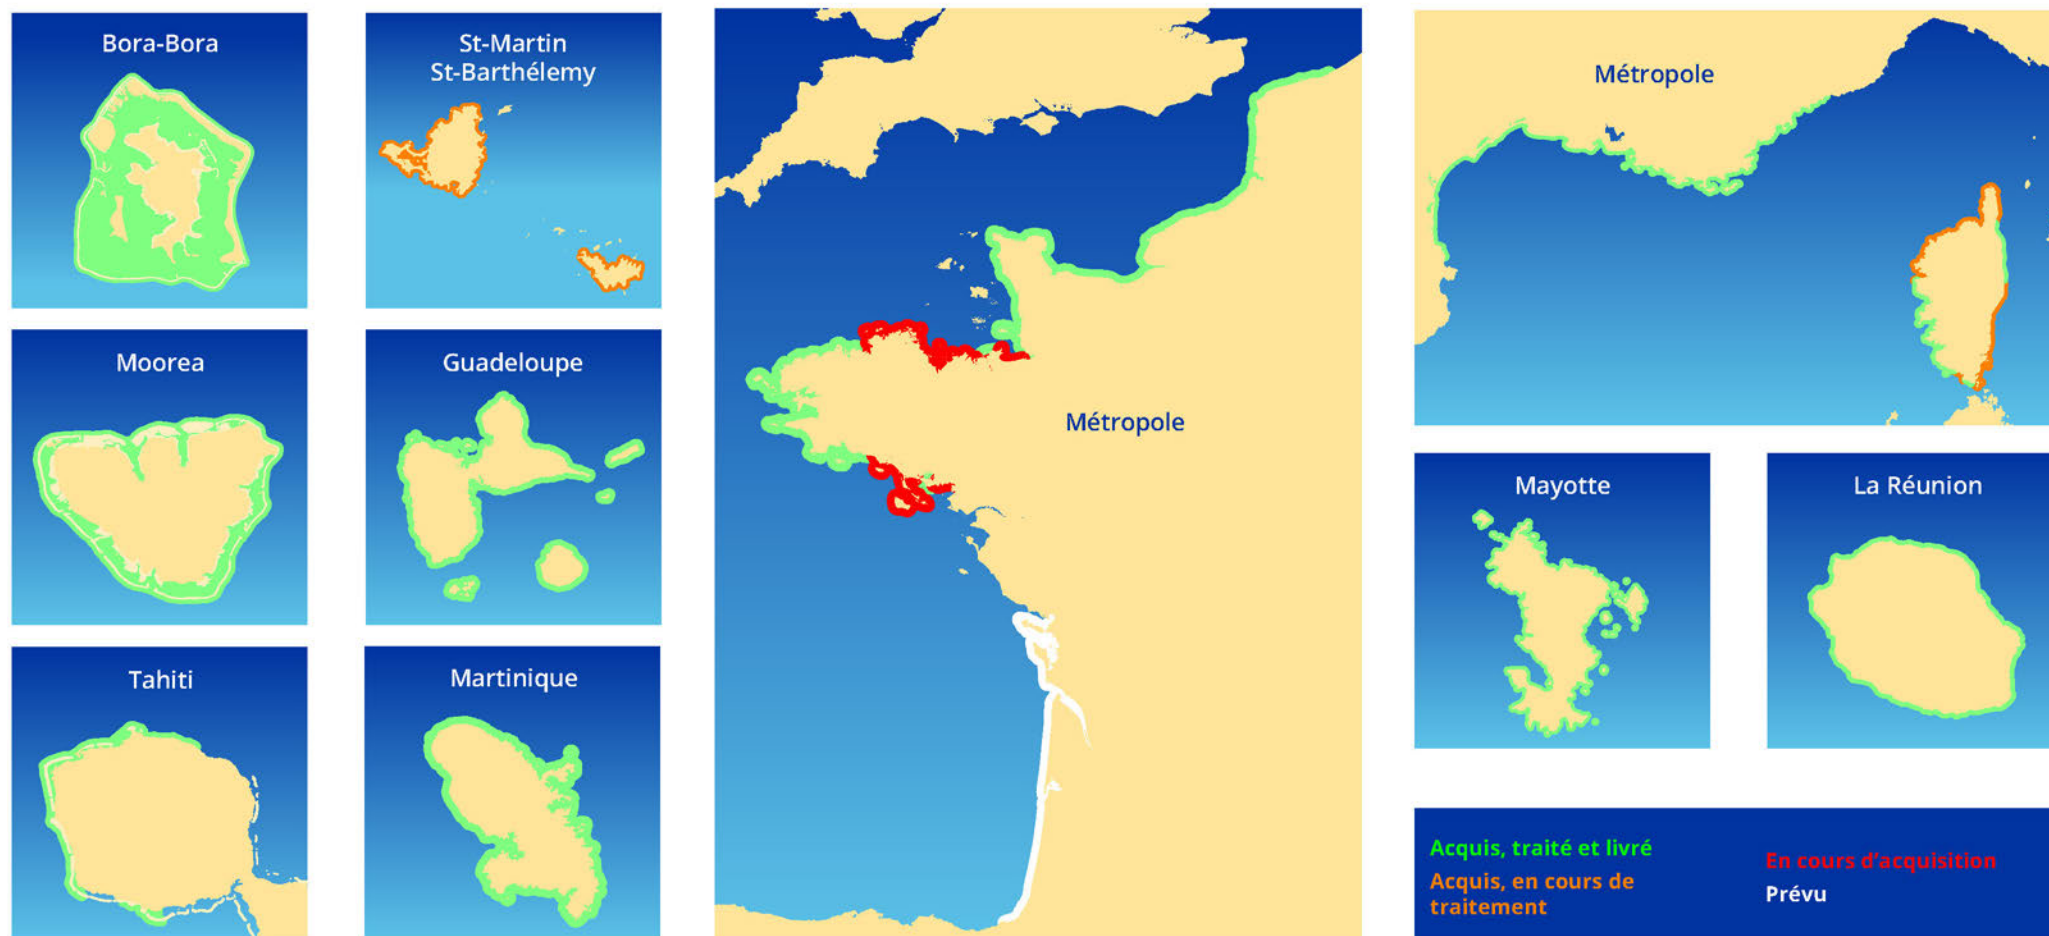 Bora-Bora
St-Martin
St-Barthélemy
Métropole
Moorea
Guadeloupe
Métropole
Mayotte
La Réunion
Tahiti
Martinique
Acquis, traité et livré
Acquis, en cours de
traitement
En cours d'acquisition
Prévu